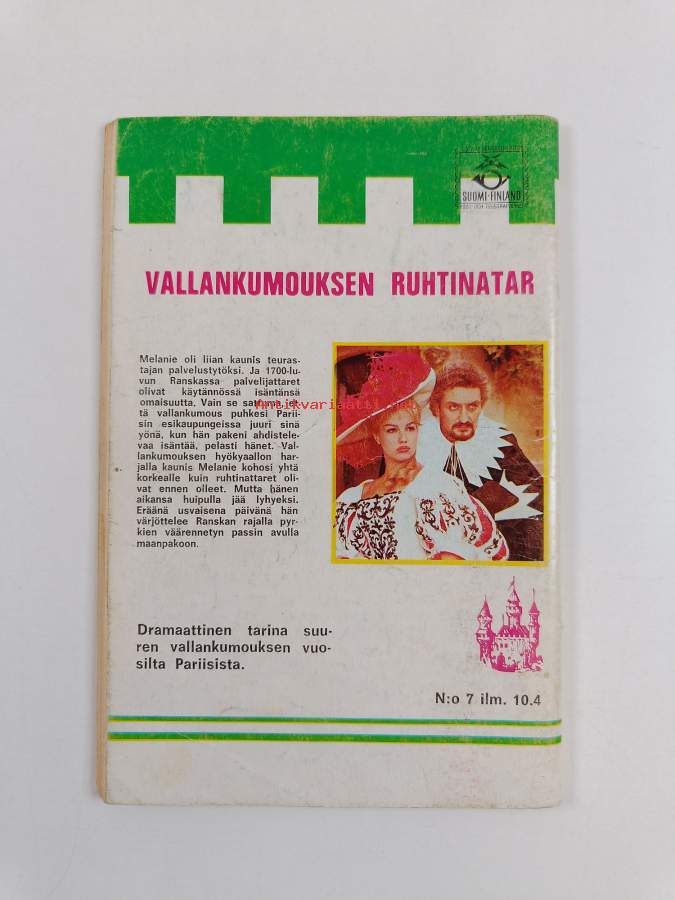 SUOMI-FINLAND
VALLANKUMOUKSEN RUHTINATAR
Melanie oli liian kaunis teuras-
tajan palvelustytöksi. Ja 1700-lu-
vun Ranskassa palvelijattaret
olivat käytännössä isäntänsä
omaisuutta. Vain se sattuma, et-
tä vallankumous puhkesi Parii-
sin esikaupungeissa juuri sinä
yönä, kun hän pakeni ahdistele-
vaa isäntää, pelasti hänet. Val-
lankumouksen hyökyaallon har-
jalla kaunis Melanie kohosi yhtä
korkealle kuin ruhtinattaret oli-
vat ennen olleet. Mutta hänen
aikansa huipulla jää lyhyeksi.
Eräänä usvaisena päivänä hän
värjöttelee Ranskan rajalla pyr-
kien väärennetyn passin avulla
maanpakoon.
Antikvariaatti.net
Dramaattinen tarina suu-
ren vallankumouksen vuo-
silta Pariisista.
N:o 7 ilm. 10.4